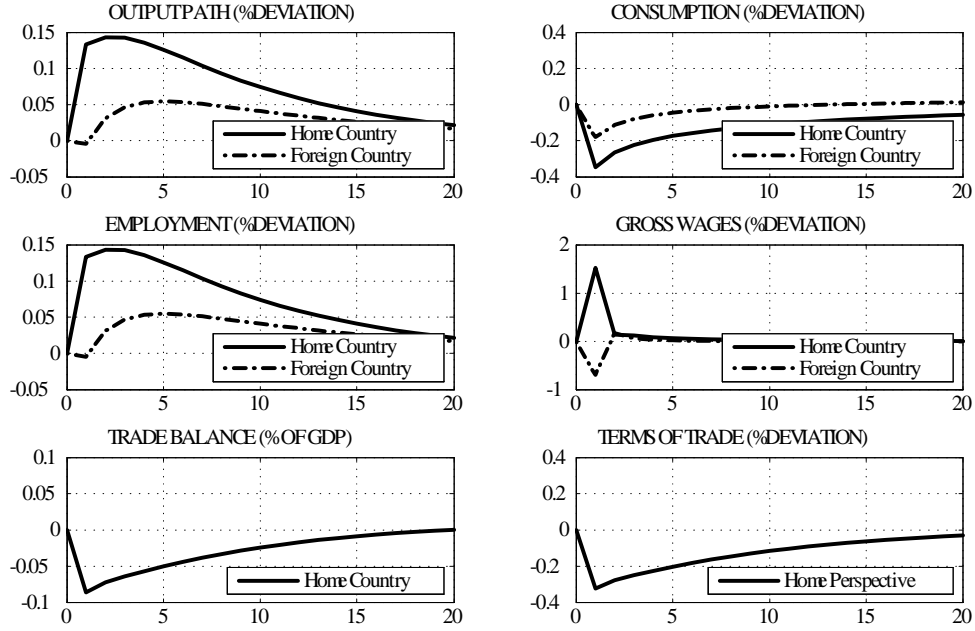 OUTPUT PATH (%DEVIATION)
0.15
0.1
0.05
0
-0.05
0 5 10 15 20
Home Country
Foreign Country
CONSUMPTION (%DEVIATION)
0.4
0.2
0
-0.2
-0.4
0 5 10 15 20
Home Country
Foreign Country
EMPLOYMENT (%DEVIATION)
0.15
0.1
0.05
0
-0.05
0 5 10 15 20
Home Country
Foreign Country
GROSS WAGES (%DEVIATION)
2
1
0
-1
0 5 10 15 20
Home Country
Foreign Country
TRADE BALANCE (% OF GDP)
0.1
0.05
0
-0.05
-0.1
0 5 10 15 20
Home Country
TERMS OF TRADE (%DEVIATION)
0.4
0.2
0
-0.2
-0.4
0 5 10 15 20
Home Perspective